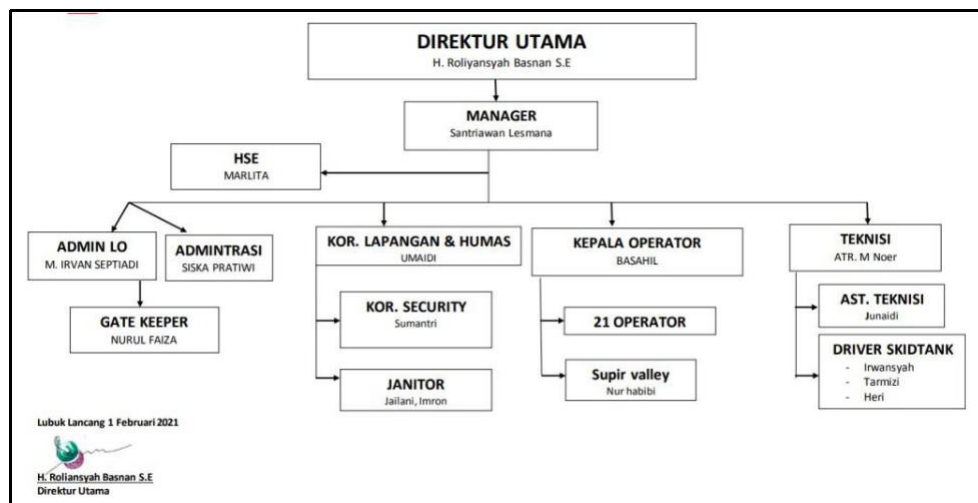 DIREKTUR UTAMA
H. Roliyansyah Basnan S.E
MANAGER
Santriawan Lesmana
HSE
MARLITA
ADMIN LO
M. IRVAN SEPTIADI
ADMINTRASI
SISKA PRATIWI
GATE KEEPER
NURUL FAIZA
KOR. LAPANGAN & HUMAS
UMAIDI
KOR. SECURITY
Sumantri
JANITOR
Jailani, Imron
KEPALA OPERATOR
BASAHIL
21 OPERATOR
Supir valley
Nur habibi
TEKNISI
ATR. M Noer
AST. TEKNISI
Junaidi
DRIVER SKIDTANK
- Irwansyah
- Tarmizi
- Heri
Lubuk Lancang 1 Februari 2021
H. Roliansyah Basnan S.E
Direktur Utama